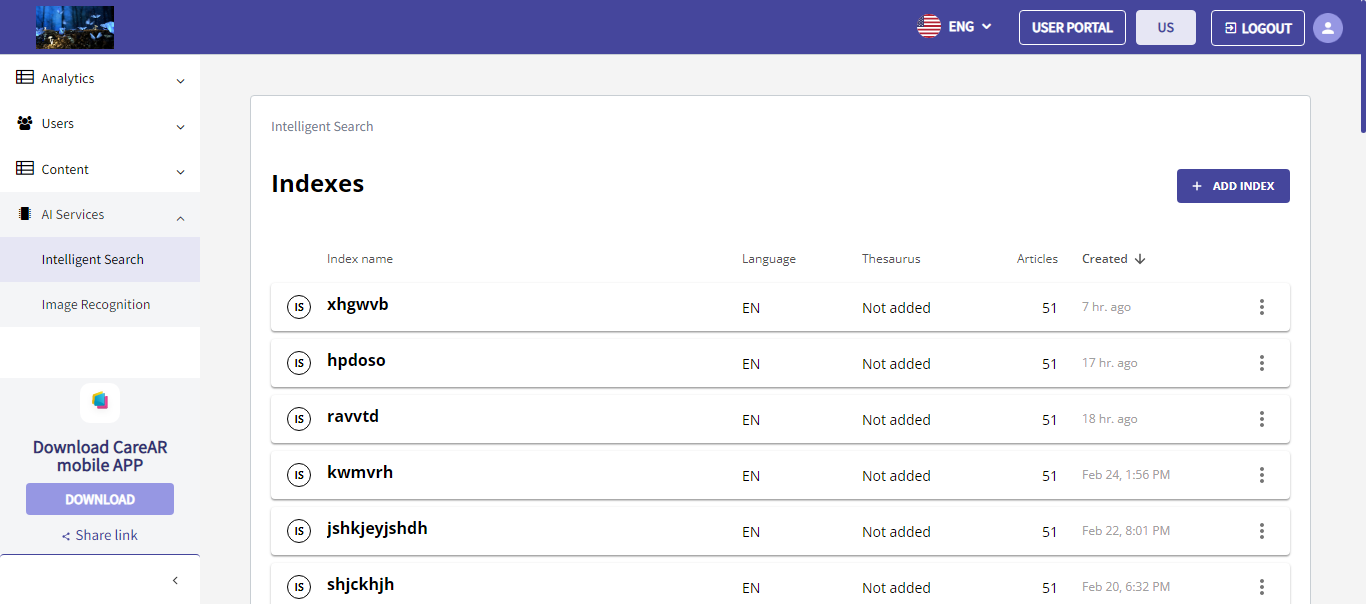 ENG
USER PORTAL
US
LOGOUT
Analytics
Users
Content
AI Services
Intelligent Search
Image Recognition
Download CareAR
mobile APP
DOWNLOAD
Share link
Intelligent Search
Indexes
+ ADD INDEX
Index name Language Thesaurus Articles Created
IS xhgwvb EN Not added 51 7 hr. ago
IS hpdoso EN Not added 51 17 hr. ago
IS ravvtd EN Not added 51 18 hr. ago
IS kwmvrh EN Not added 51 Feb 24, 1:56 PM
IS jshkjeyjshdh EN Not added 51 Feb 22, 8:01 PM
IS shjckhjh EN Not added 51 Feb 20, 6:32 PM